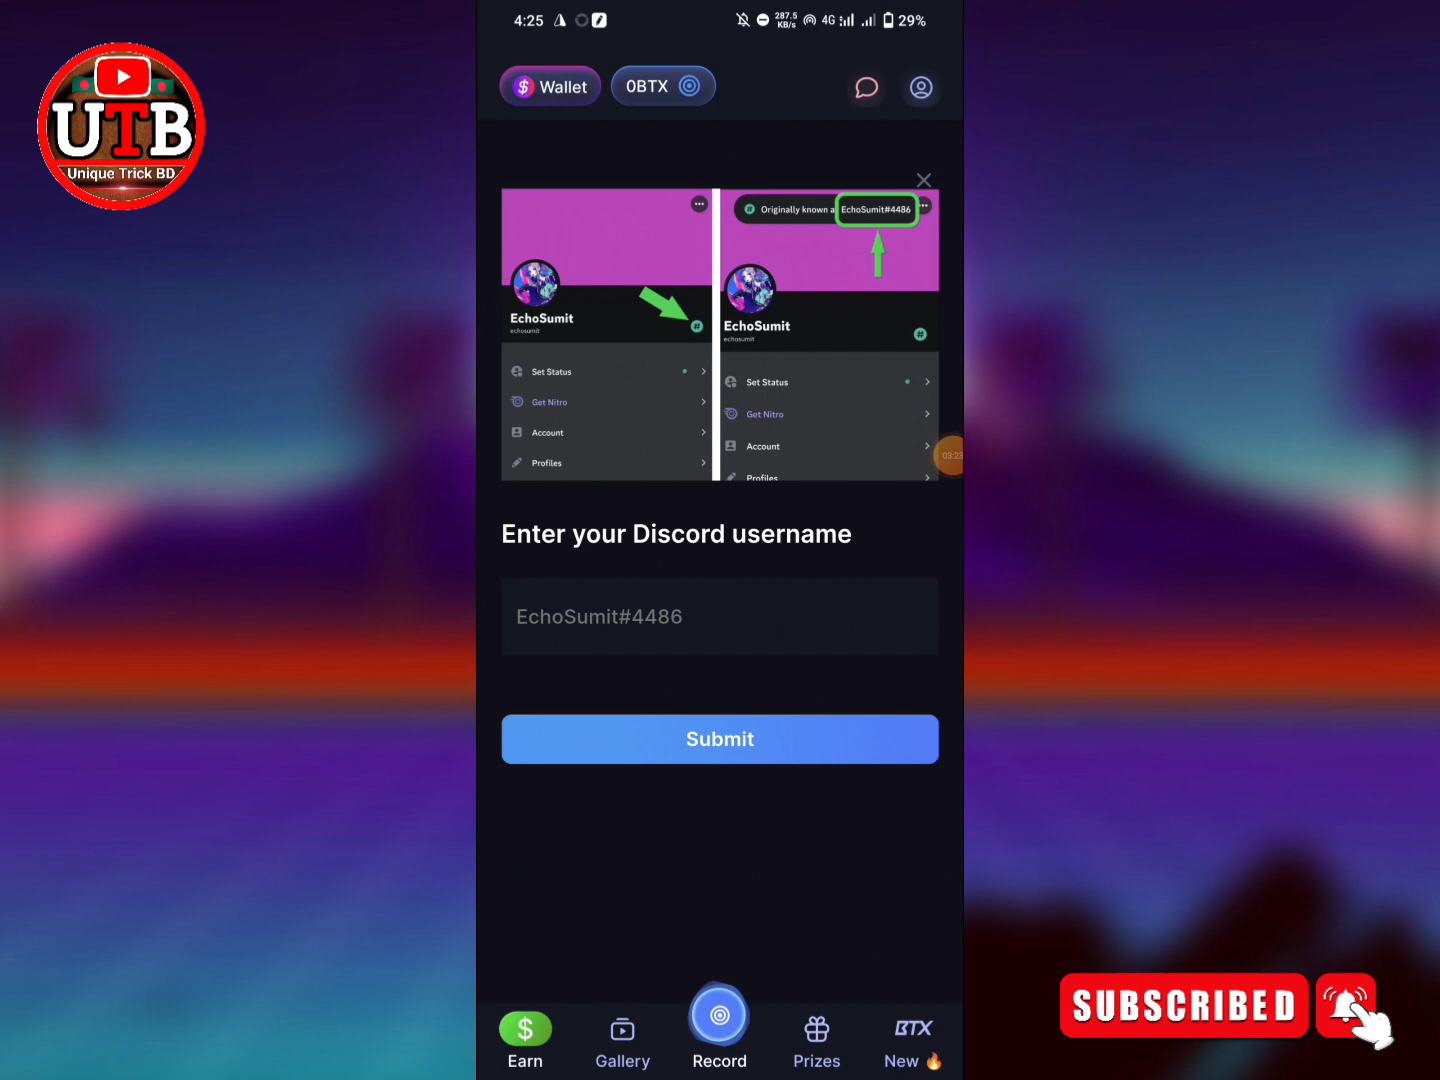 4:25
287.5
KB/s
4G
29%
UTB
Unique Trick BD
$ Wallet
0BTX
Originally known a
EchoSumit#4486
EchoSumit
echosumit
Set Status
Get Nitro
Account
Profiles
EchoSumit
echosumit
Set Status
Get Nitro
Account
Profiles
03:23
Enter your Discord username
EchoSumit#4486
Submit
$
Earn
Gallery
Record
Prizes
BTX
New
SUBSCRIBED